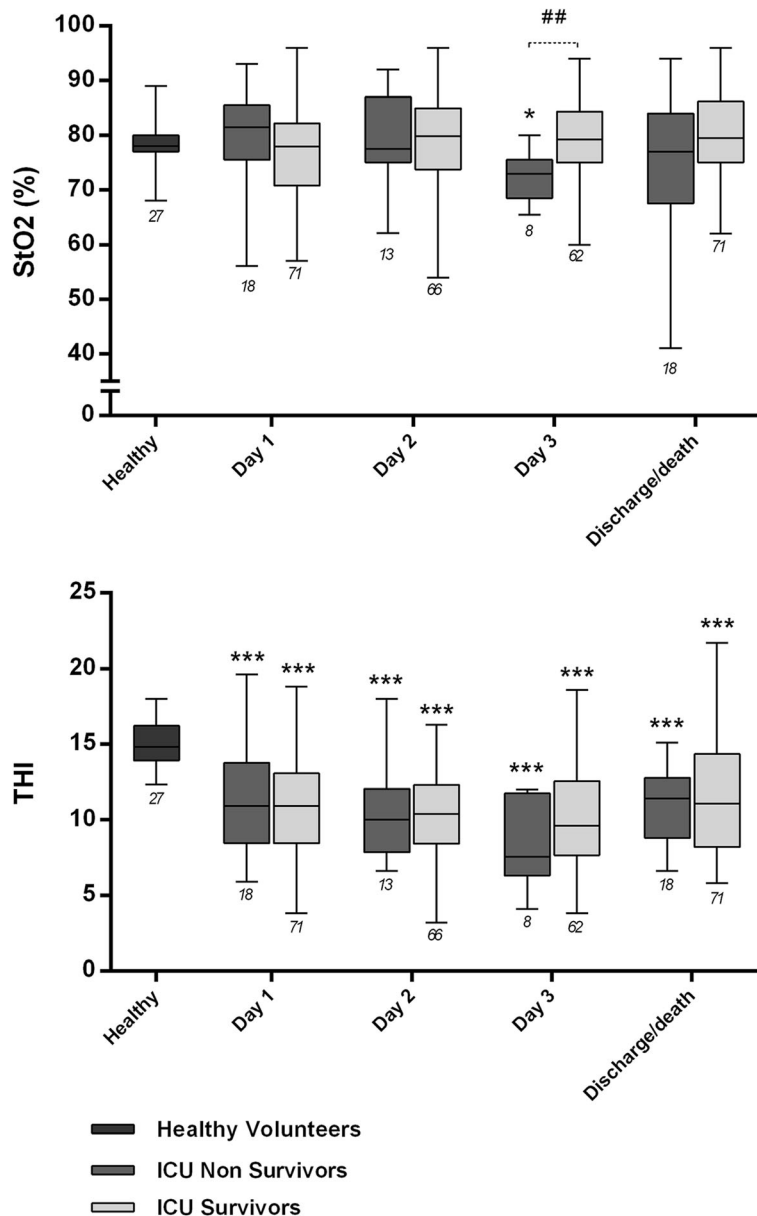 ##
100
90
80
70
60
50
40
0
StO2 (%)
*
27
18
71
13
66
8
62
18
71
Healthy
Day 1
Day 2
Day 3
Discharge/death
25
20
15
10
5
0
THI
***
***
***
***
***
***
***
***
27
18
71
13
66
8
62
18
71
Healthy
Day 1
Day 2
Day 3
Discharge/death
Healthy Volunteers
ICU Non Survivors
ICU Survivors